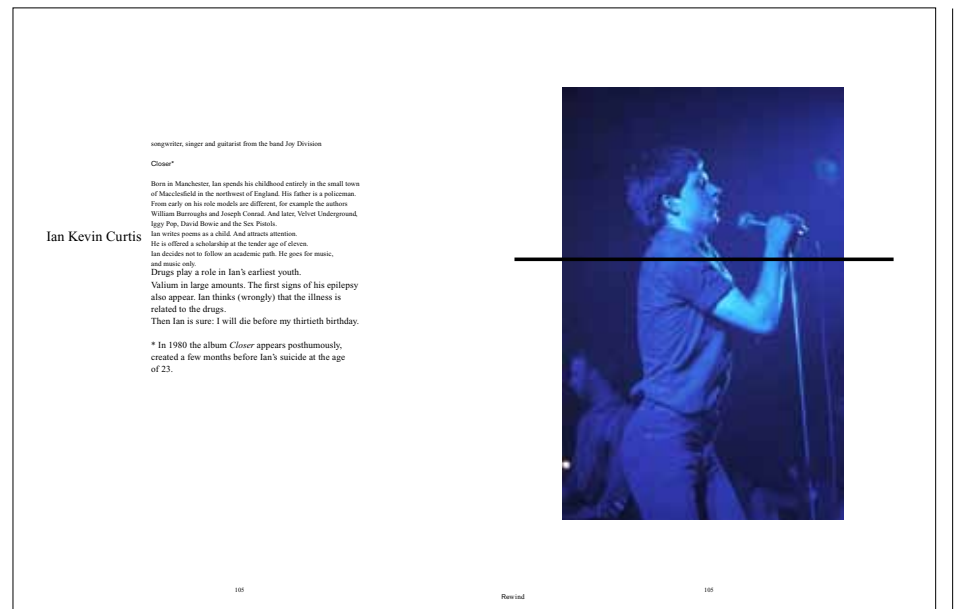 songwriter, singer and guitarist from the band Joy Division
Closer*
Born in Manchester, Ian spends his childhood entirely in the small town
of Macclesfield in the northwest of England. His father is a policeman.
From early on his role models are different, for example the authors
William Burroughs and Joseph Conrad. And later, Velvet Underground,
Iggy Pop, David Bowie and the Sex Pistols.
Ian writes poems as a child. And attracts attention.
Ian Kevin Curtis
He is offered a scholarship at the tender age of eleven.
Ian decides not to follow an academic path. He goes for music,
and music only.
Drugs play a role in Ian's earliest youth.
Valium in large amounts. The first signs of his epilepsy
also appear. Ian thinks (wrongly) that the illness is
related to the drugs.
Then Ian is sure: I will die before my thirtieth birthday.
* In 1980 the album Closer appears posthumously,
created a few months before Ian's suicide at the age
of 23.
105
Rewind
105